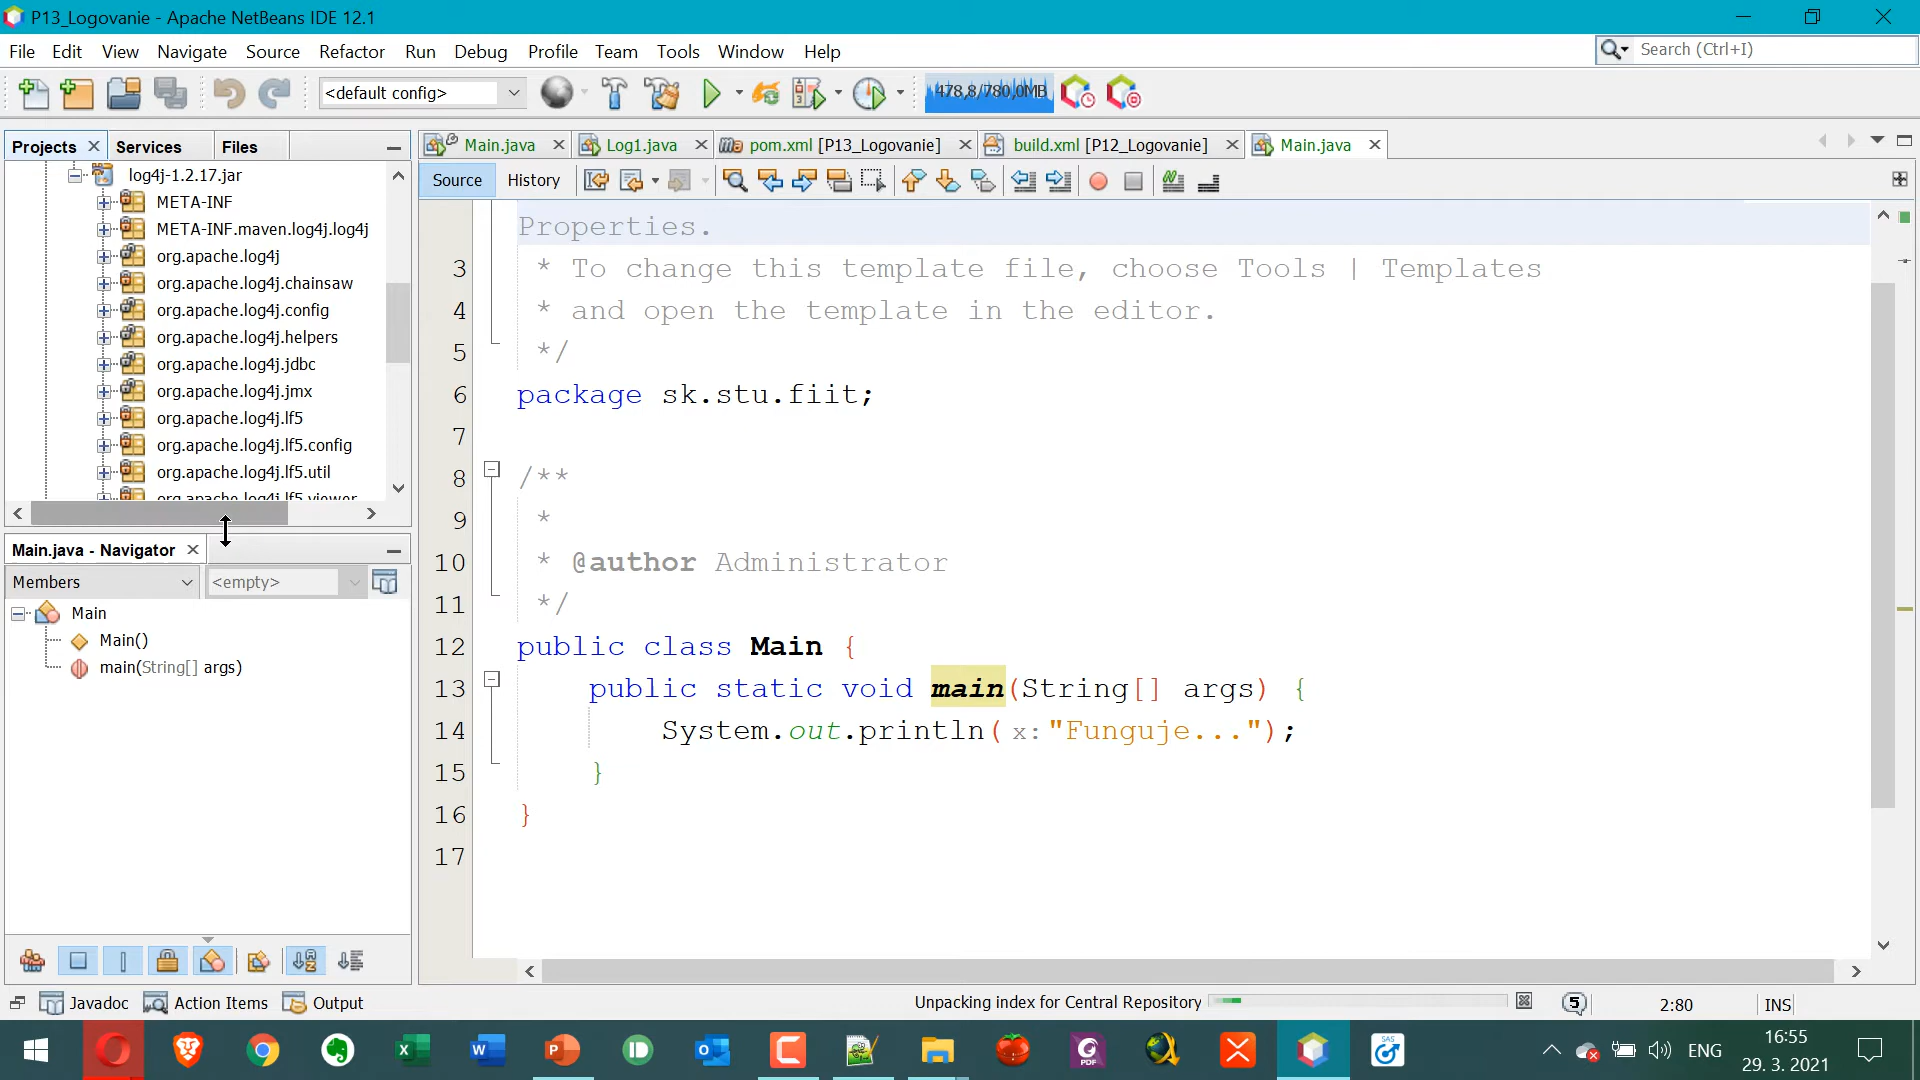 P13_Logovanie - Apache NetBeans IDE 12.1
File Edit View Navigate Source Refactor Run Debug Profile Team Tools Window Help
Search (Ctrl+I)
<default config>
478,8/780,0MB
Projects Services Files
Main.java Log1.java pom.xml [P13_Logovanie] build.xml [P12_Logovanie] Main.java
Source History
log4j-1.2.17.jar
META-INF
META-INF.maven.log4j.log4j
org.apache.log4j
org.apache.log4j.chainsaw
org.apache.log4j.config
org.apache.log4j.helpers
org.apache.log4j.jdbc
org.apache.log4j.jmx
org.apache.log4j.lf5
org.apache.log4j.lf5.config
org.apache.log4j.lf5.util
org.apache.log4j.lf5.viewer
Main.java - Navigator
Members <empty>
Main
Main()
main(String[] args)
Properties.
3 * To change this template file, choose Tools | Templates
4 * and open the template in the editor.
5 */
6 package sk.stu.fiit;
7
8 /**
9 *
10 * @author Administrator
11 */
12 public class Main {
13 public static void main(String[] args) {
14 System.out.println( x: "Funguje...");
15 }
16 }
17
Javadoc Action Items Output
Unpacking index for Central Repository
5
2:80
INS
ENG
16:55
29. 3. 2021